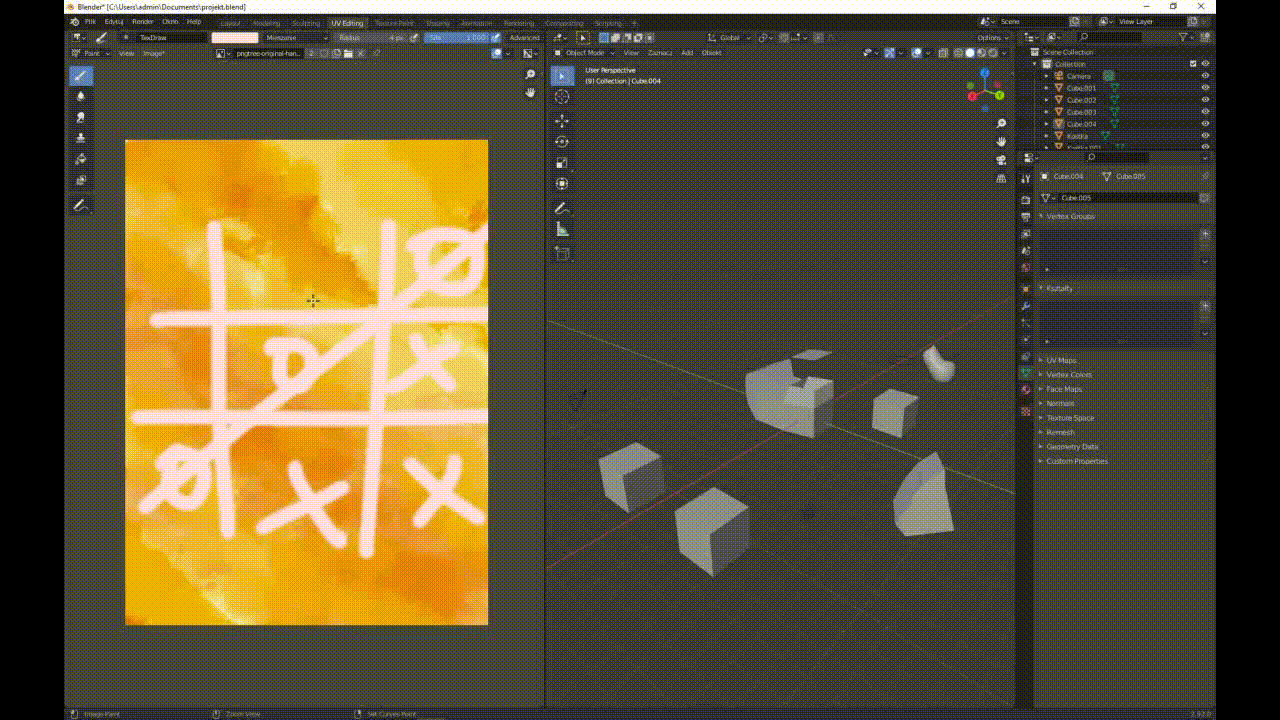 Blender* [C:\Users\admin\Documents\projekt.blend]
Plik Edytuj Render Okno Help Layout Modeling Sculpting UV Editing Texture Paint Shading Animation Rendering Compositing Scripting Scene View Layer
TexDraw Mieszanie Radius 4 px Siła 1.000 Advanced Global Options
Paint View Image* pngtree-original-han... 2 Object Mode View Zaznacz Add Obiekt
User Perspective
(9) Collection | Cube.004
Scene Collection
Collection
Camera
Cube.001
Cube.002
Cube.003
Cube.004
Kostka
Kostka.001
Cube.004 Cube.005
Cube.005
Vertex Groups
Kształty
UV Maps
Vertex Colors
Face Maps
Normals
Texture Space
Remesh
Geometry Data
Custom Properties
Image Paint Zoom View Set Curves Point 2.92.0